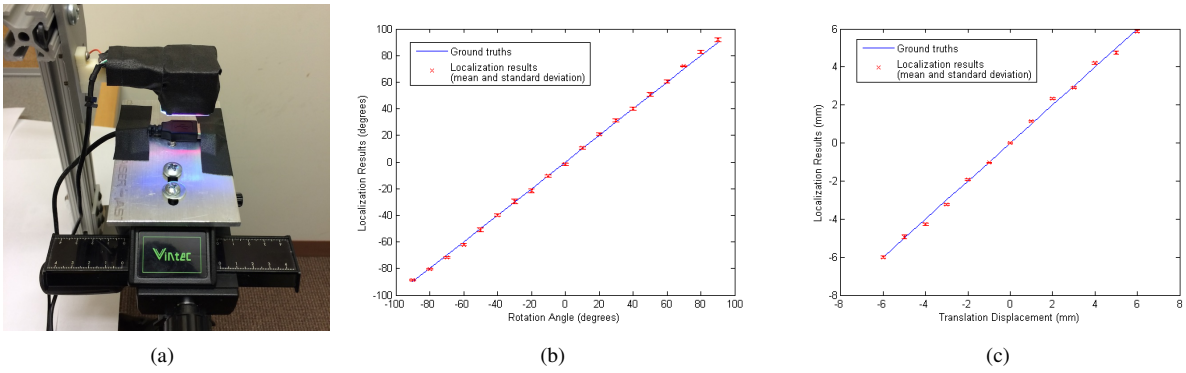 Vintec
(a)
100
80
60
40
20
0
-20
-40
-60
-80
-100
-100 -80 -60 -40 -20 0 20 40 60 80 100
Localization Results (degrees)
Rotation Angle (degrees)
Ground truths
Localization results
(mean and standard deviation)
(b)
6
4
2
0
-2
-4
-6
-8
-8 -6 -4 -2 0 2 4 6 8
Localization Results (mm)
Translation Displacement (mm)
Ground truths
Localization results
(mean and standard deviation)
(c)